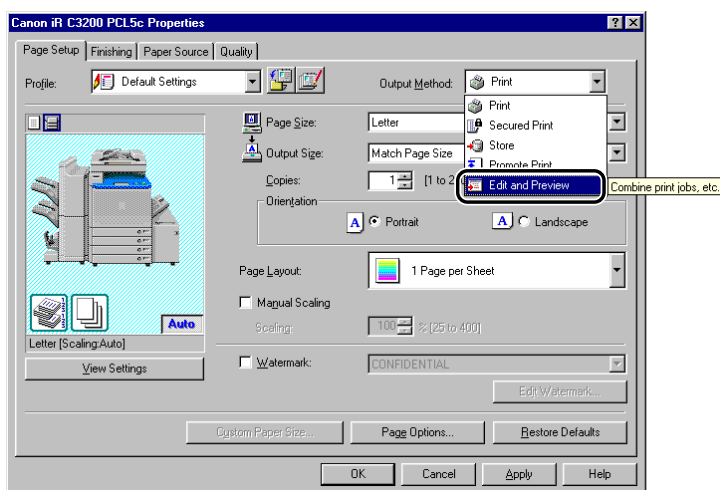 Canon iR C3200 PCL5c Properties
Page Setup Finishing Paper Source Quality
Profile: Default Settings Output Method: Print
Print
Secured Print
Store
Promote Print
Edit and Preview
Combine print jobs, etc.
Page Size: Letter
Output Size: Match Page Size
Copies: 1 [1 to 2
Orientation
A Portrait A Landscape
Page Layout: 1 Page per Sheet
Manual Scaling
Scaling: 100 % [25 to 400]
Auto
Letter [Scaling:Auto]
View Settings
Watermark: CONFIDENTIAL
Edit Watermark...
Custom Paper Size... Page Options... Restore Defaults
OK Cancel Apply Help